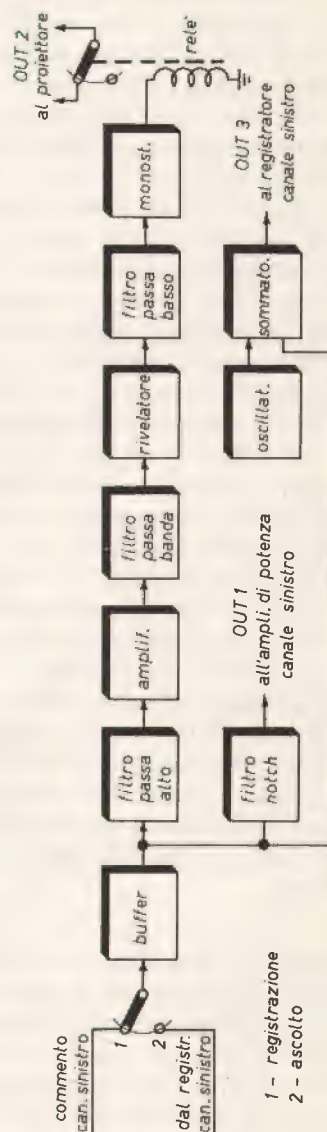 commento
can. sinistro
1
2
dal registr.
can. sinistro
1 - registrazione
2 - ascolto
buffer
filtro
passa
alto
amplif.
filtro
passa
banda
rivelatore
filtro
passa
basso
monost.
rele'
OUT 2
al proiettore
filtro
notch
OUT 1
all'ampli. di potenza
canale sinistro
oscillat.
sommato.
OUT 3
al registratore
canale sinistro